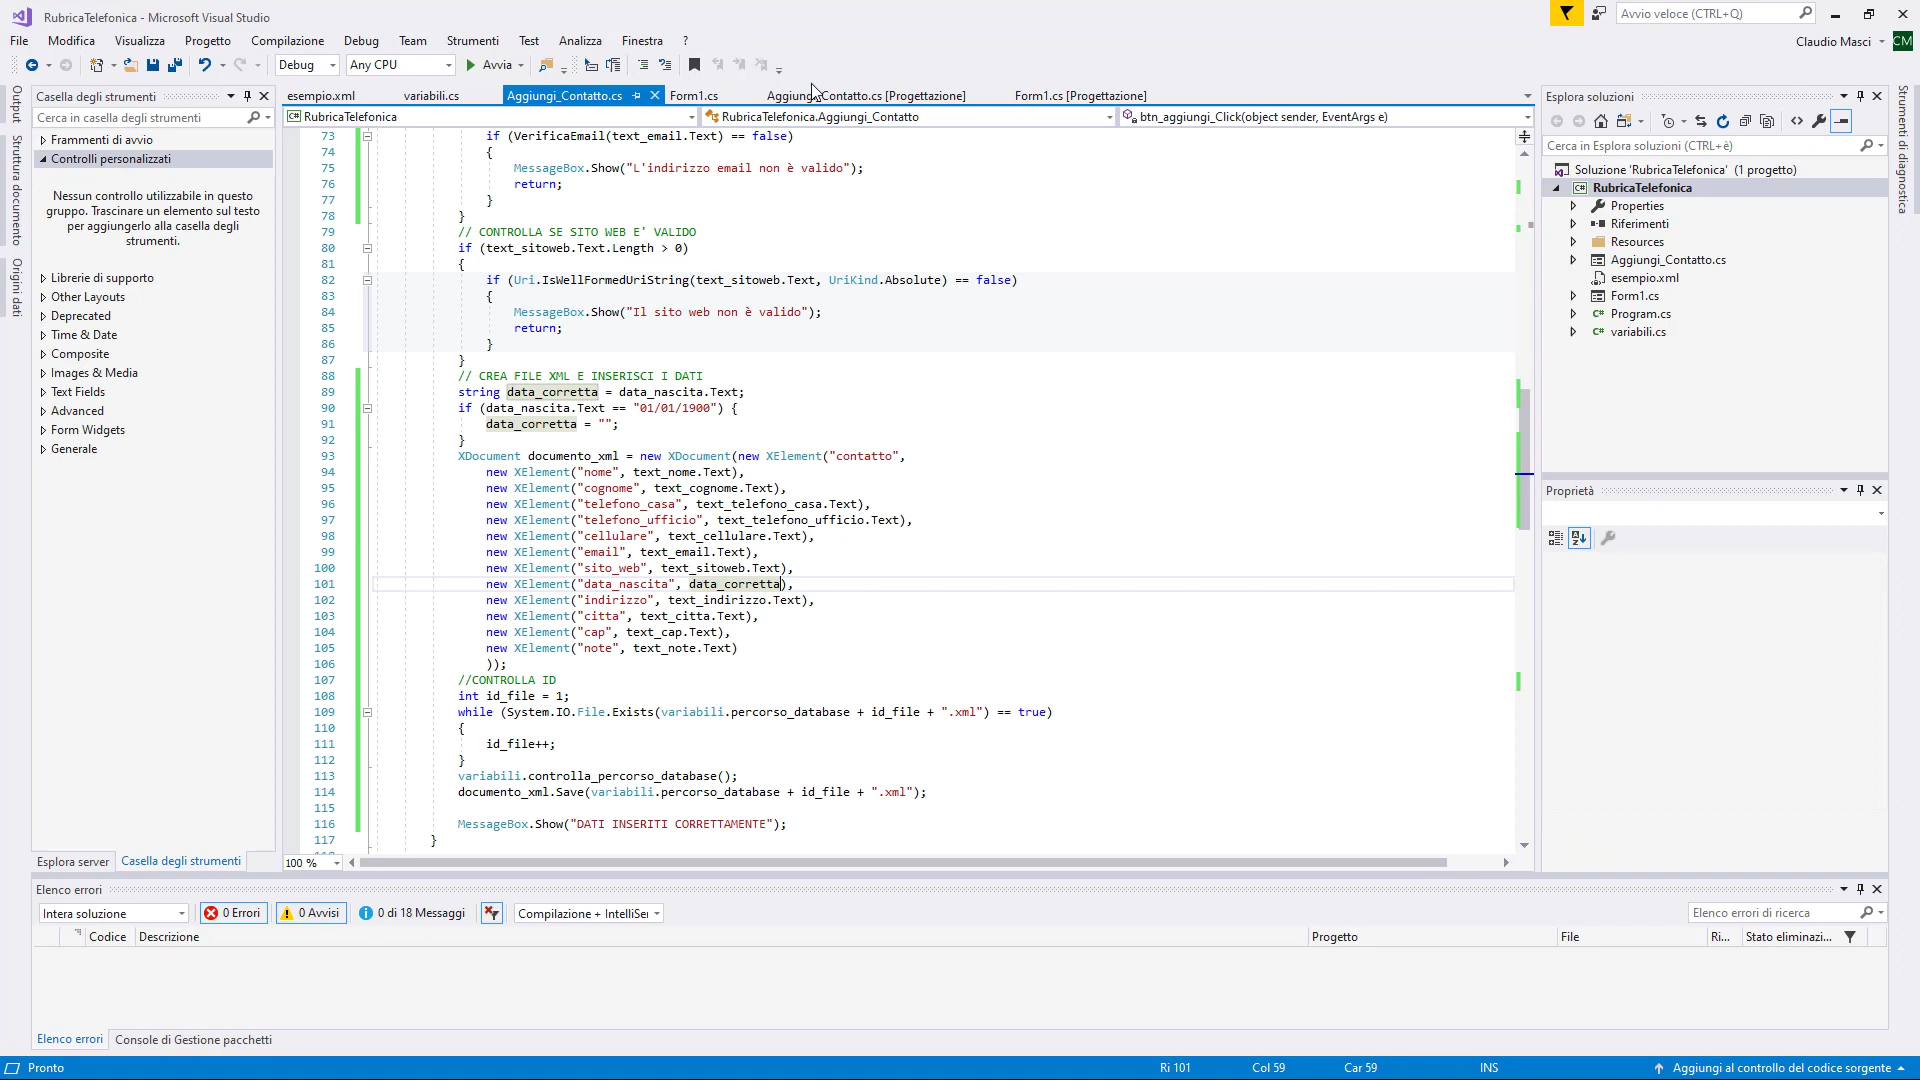 RubricaTelefonica - Microsoft Visual Studio
Avvio veloce (CTRL+Q)
File Modifica Visualizza Progetto Compilazione Debug Team Strumenti Test Analizza Finestra ?
Claudio Masci CM
Debug Any CPU Avvia
Output
Struttura documento
Origini dati
Casella degli strumenti
Cerca in casella degli strumenti
Frammenti di avvio
Controlli personalizzati
Nessun controllo utilizzabile in questo
gruppo. Trascinare un elemento sul testo
per aggiungerlo alla casella degli
strumenti.
Librerie di supporto
Other Layouts
Deprecated
Time & Date
Composite
Images & Media
Text Fields
Advanced
Form Widgets
Generale
Esplora server Casella degli strumenti
esempio.xml variabili.cs Aggiungi_Contatto.cs Form1.cs Aggiungi_Contatto.cs [Progettazione] Form1.cs [Progettazione]
RubricaTelefonica RubricaTelefonica.Aggiungi_Contatto btn_aggiungi_Click(object sender, EventArgs e)
73 if (VerificaEmail(text_email.Text) == false)
74 {
75 MessageBox.Show("L'indirizzo email non è valido");
76 return;
77 }
78 }
79 // CONTROLLA SE SITO WEB E' VALIDO
80 if (text_sitoweb.Text.Length > 0)
81 {
82 if (Uri.IsWellFormedUriString(text_sitoweb.Text, UriKind.Absolute) == false)
83 {
84 MessageBox.Show("Il sito web non è valido");
85 return;
86 }
87 }
88 // CREA FILE XML E INSERISCI I DATI
89 string data_corretta = data_nascita.Text;
90 if (data_nascita.Text == "01/01/1900") {
91 data_corretta = "";
92 }
93 XDocument documento_xml = new XDocument(new XElement("contatto",
94 new XElement("nome", text_nome.Text),
95 new XElement("cognome", text_cognome.Text),
96 new XElement("telefono_casa", text_telefono_casa.Text),
97 new XElement("telefono_ufficio", text_telefono_ufficio.Text),
98 new XElement("cellulare", text_cellulare.Text),
99 new XElement("email", text_email.Text),
100 new XElement("sito_web", text_sitoweb.Text),
101 new XElement("data_nascita", data_corretta),
102 new XElement("indirizzo", text_indirizzo.Text),
103 new XElement("citta", text_citta.Text),
104 new XElement("cap", text_cap.Text),
105 new XElement("note", text_note.Text)
106 ));
107 //CONTROLLA ID
108 int id_file = 1;
109 while (System.IO.File.Exists(variabili.percorso_database + id_file + ".xml") == true)
110 {
111 id_file++;
112 }
113 variabili.controlla_percorso_database();
114 documento_xml.Save(variabili.percorso_database + id_file + ".xml");
115
116 MessageBox.Show("DATI INSERITI CORRETTAMENTE");
117 }
100 %
Esplora soluzioni
Cerca in Esplora soluzioni (CTRL+è)
Soluzione 'RubricaTelefonica' (1 progetto)
RubricaTelefonica
Properties
Riferimenti
Resources
Aggiungi_Contatto.cs
esempio.xml
Form1.cs
Program.cs
variabili.cs
Proprietà
Strumenti di diagnostica
Elenco errori
Intera soluzione 0 Errori 0 Avvisi 0 di 18 Messaggi Compilazione + IntelliSer Elenco errori di ricerca
Codice Descrizione Progetto File Ri... Stato eliminazi...
Elenco errori Console di Gestione pacchetti
Pronto Ri 101 Col 59 Car 59 INS Aggiungi al controllo del codice sorgente